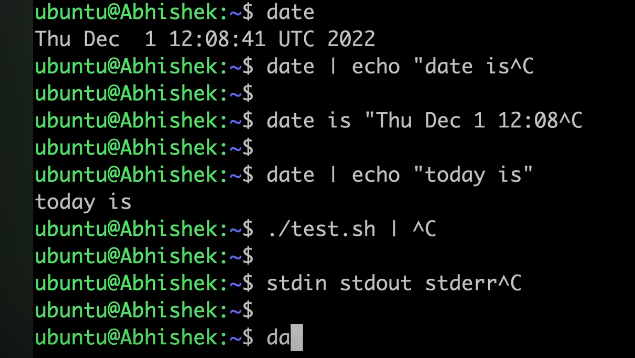 ubuntu@Abhishek:~$ date
Thu Dec  1 12:08:41 UTC 2022
ubuntu@Abhishek:~$ date | echo "date is^C
ubuntu@Abhishek:~$
ubuntu@Abhishek:~$ date is "Thu Dec 1 12:08^C
ubuntu@Abhishek:~$
ubuntu@Abhishek:~$ date | echo "today is"
today is
ubuntu@Abhishek:~$ ./test.sh | ^C
ubuntu@Abhishek:~$
ubuntu@Abhishek:~$ stdin stdout stderr^C
ubuntu@Abhishek:~$
ubuntu@Abhishek:~$ da